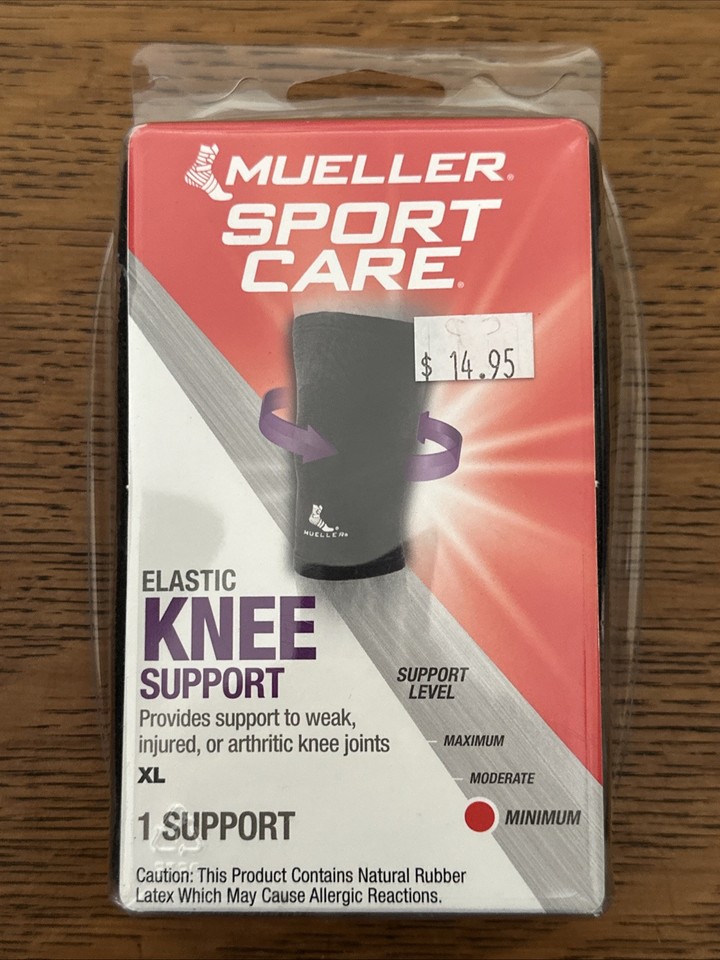 MUELLER®
SPORT
CARE®
$ 14.95
MUELLER®
ELASTIC
KNEE
SUPPORT
Provides support to weak,
injured, or arthritic knee joints
XL
1 SUPPORT
SUPPORT
LEVEL
MAXIMUM
MODERATE
MINIMUM
Caution: This Product Contains Natural Rubber
Latex Which May Cause Allergic Reactions.